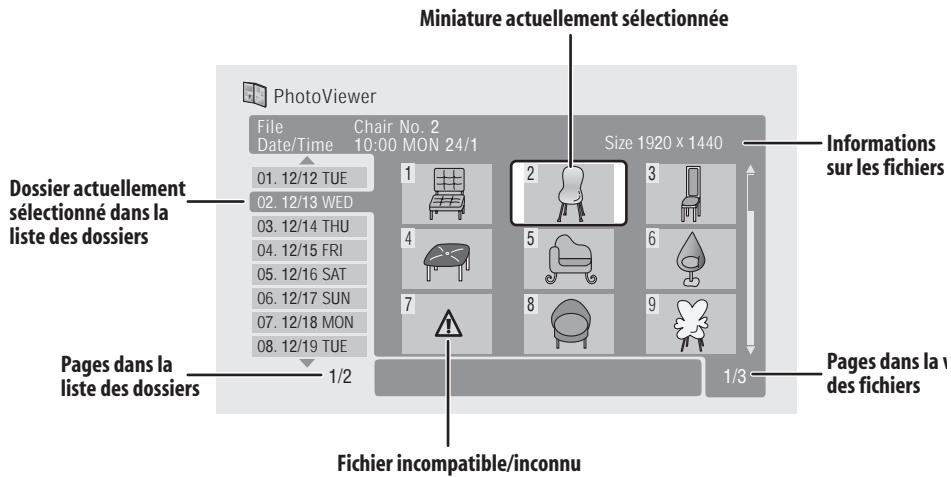 Miniature actuellement sélectionnée
PhotoViewer
File Chair No. 2
Date/Time 10:00 MON 24/1
Size 1920 x 1440
Informations
sur les fichiers
Dossier actuellement
sélectionné dans la
liste des dossiers
01. 12/12 TUE
02. 12/13 WED
03. 12/14 THU
04. 12/15 FRI
05. 12/16 SAT
06. 12/17 SUN
07. 12/18 MON
08. 12/19 TUE
1 2 3
4 5 6
7 8 9
Pages dans la
liste des dossiers
1/2
1/3
Pages dans la
des fichiers
Fichier incompatible/inconnu